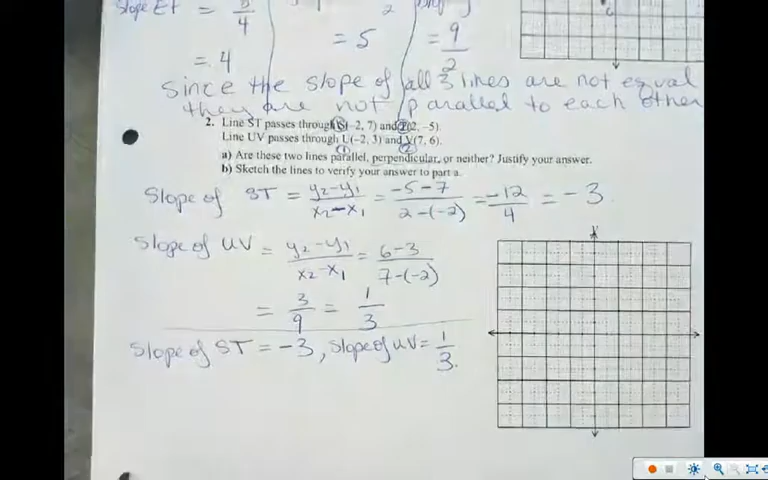 Slope EF =
4
= 4
2
= 5
= 9/2
Since the slope of all 3 lines are not equal
they are not parallel to each other
2. Line ST passes through S(-2, 7) and T(2, -5).
Line UV passes through U(-2, 3) and V(7, 6).
a) Are these two lines parallel, perpendicular, or neither? Justify your answer.
b) Sketch the lines to verify your answer to part a.
Slope of ST = y2-y1/x2-x1 = -5-7/2-(-2) = -12/4 = -3
Slope of UV = y2-y1/x2-x1 = 6-3/7-(-2)
= 3/9 = 1/3
Slope of ST = -3, Slope of UV = 1/3.